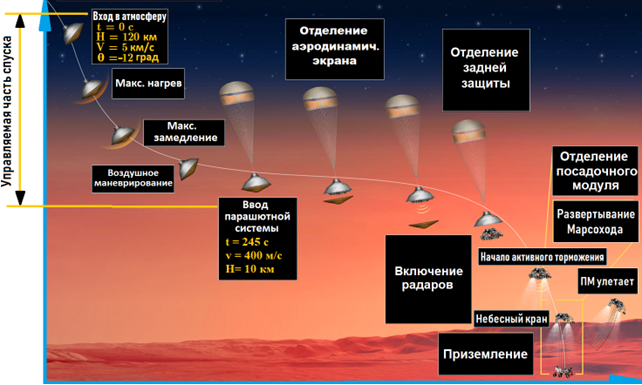 Управляемая часть спуска
Вход в атмосферу
t = 0 с
H = 120 км
V = 5 км/с
θ =-12 град
Макс. нагрев
Макс.
замедление
Воздушное
маневрирование
Ввод
парашютной
системы
t = 245 с
v = 400 м/с
H= 10 км
Отделение
аэродинамич.
экрана
Включение
радаров
Отделение
задней
защиты
Отделение
посадочного
модуля
Развертывание
Марсохода
Начало активного торможения
ПМ улетает
Небесный кран
Приземление